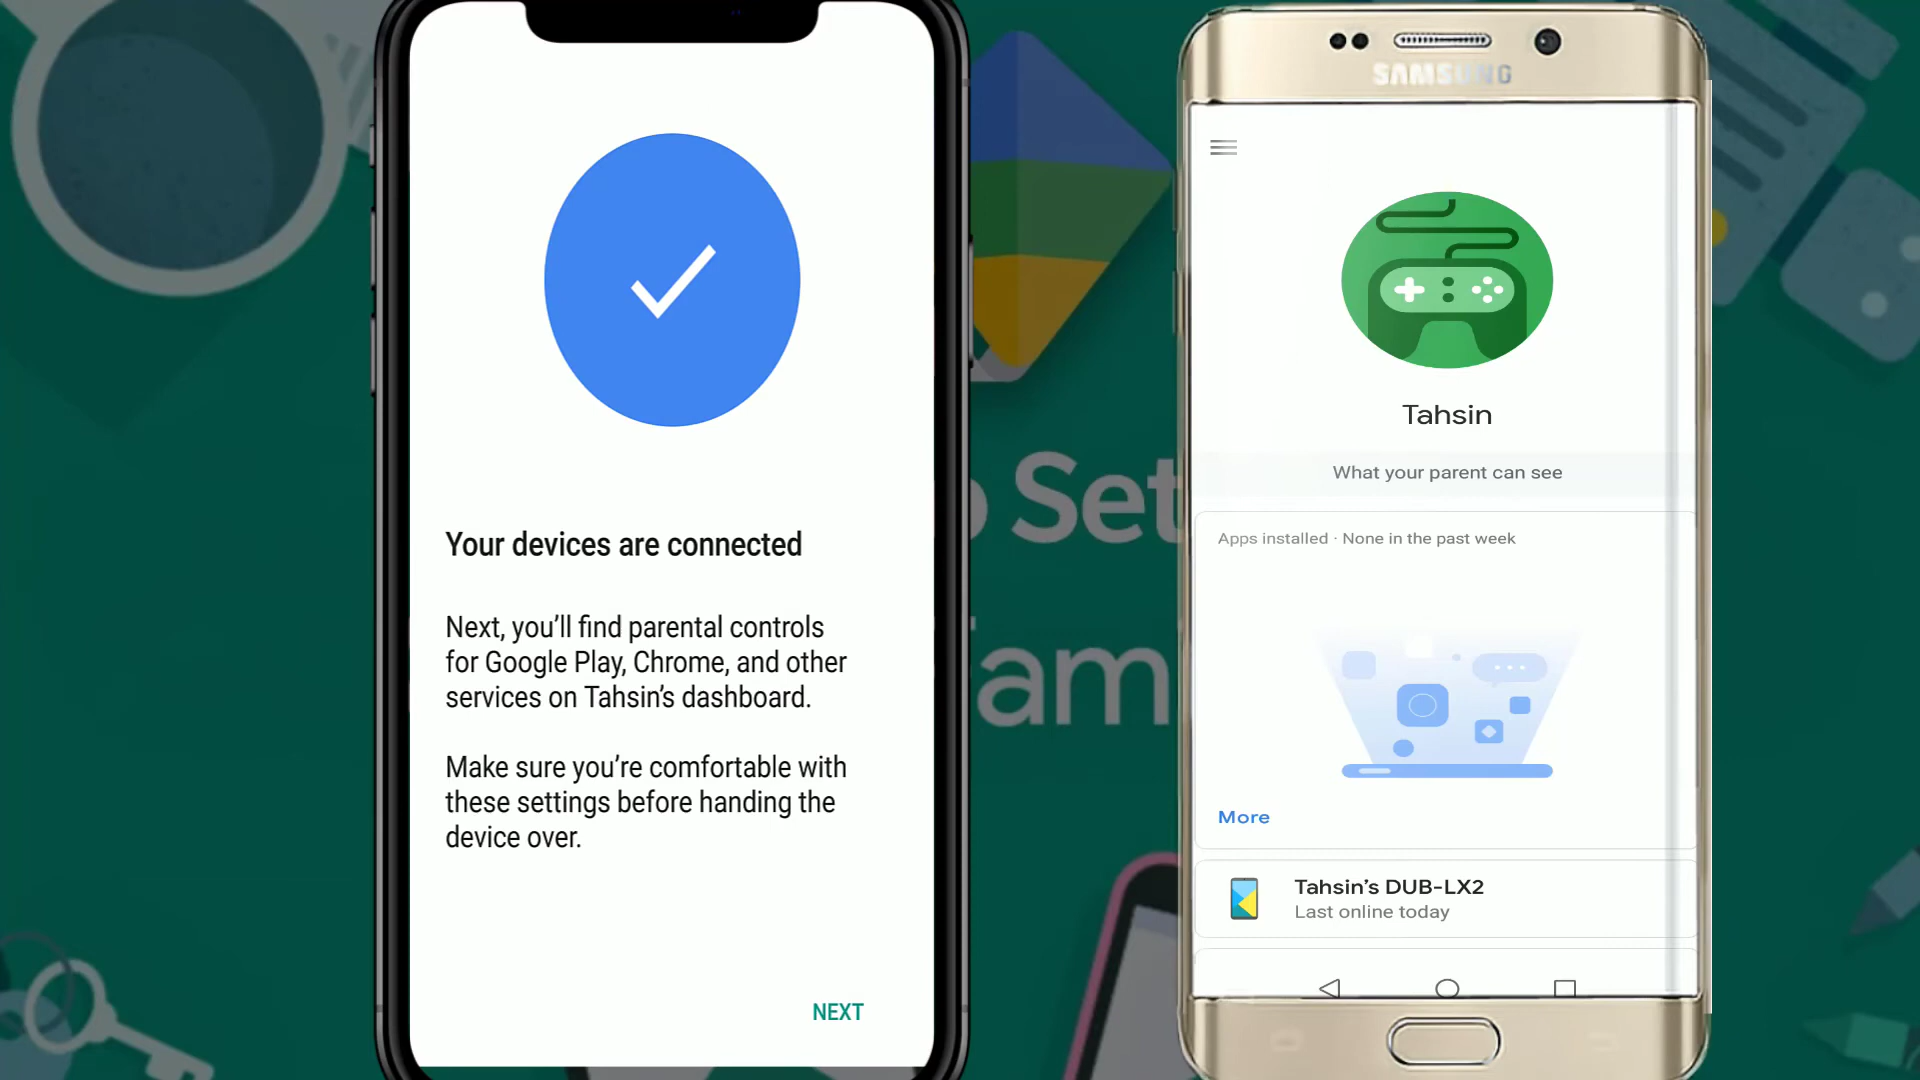 Your devices are connected
Next, you'll find parental controls
for Google Play, Chrome, and other
services on Tahsin's dashboard.
Make sure you're comfortable with
these settings before handing the
device over.
NEXT
Set
am
SAMSUNG
Tahsin
What your parent can see
Apps installed · None in the past week
More
Tahsin's DUB-LX2
Last online today